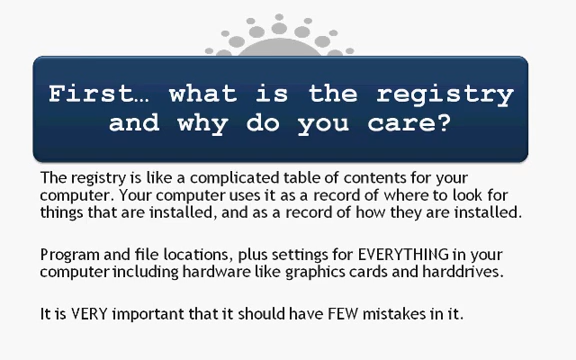 First… what is the registry
and why do you care?
The registry is like a complicated table of contents for your
computer. Your computer uses it as a record of where to look for
things that are installed, and as a record of how they are installed.
Program and file locations, plus settings for EVERYTHING in your
computer including hardware like graphics cards and harddrives.
It is VERY important that it should have FEW mistakes in it.